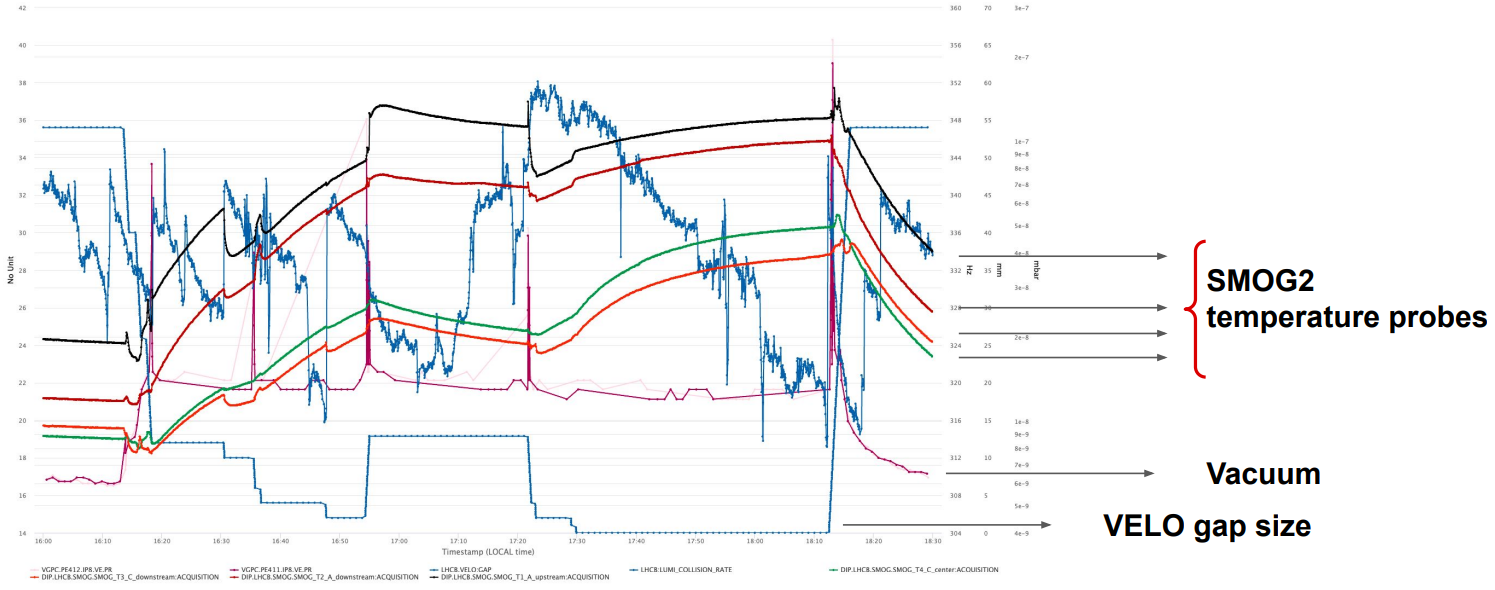 42
40
38
36
34
32
30
28
26
24
22
20
18
16
14
No Unit
360
356
352
348
344
340
336
332
328
324
320
316
312
308
304
Hz
70
65
60
55
50
45
40
35
30
25
20
15
10
5
0
mm
3e-7
2e-7
1e-7
9e-8
8e-8
7e-8
6e-8
5e-8
4e-8
3e-8
2e-8
1e-8
9e-9
8e-9
7e-9
6e-9
5e-9
4e-9
mbar
16:00 16:10 16:20 16:30 16:40 16:50 17:00 17:10 17:20 17:30 17:40 17:50 18:00 18:10 18:20 18:30
Timestamp (LOCAL time)
VGPC.PE412.IP8.VE.PR VGPC.PE411.IP8.VE.PR LHC8.VELO:GAP LHC8:LUMI_COLLISION_RATE DIP.LHC8.SMOG.SMOG_T4_C_center:ACQUISITION
DIP.LHC8.SMOG.SMOG_T3_C_downstream:ACQUISITION DIP.LHC8.SMOG.SMOG_T2_A_downstream:ACQUISITION DIP.LHC8.SMOG.SMOG_T1_A_upstream:ACQUISITION
SMOG2
temperature probes
Vacuum
VELO gap size